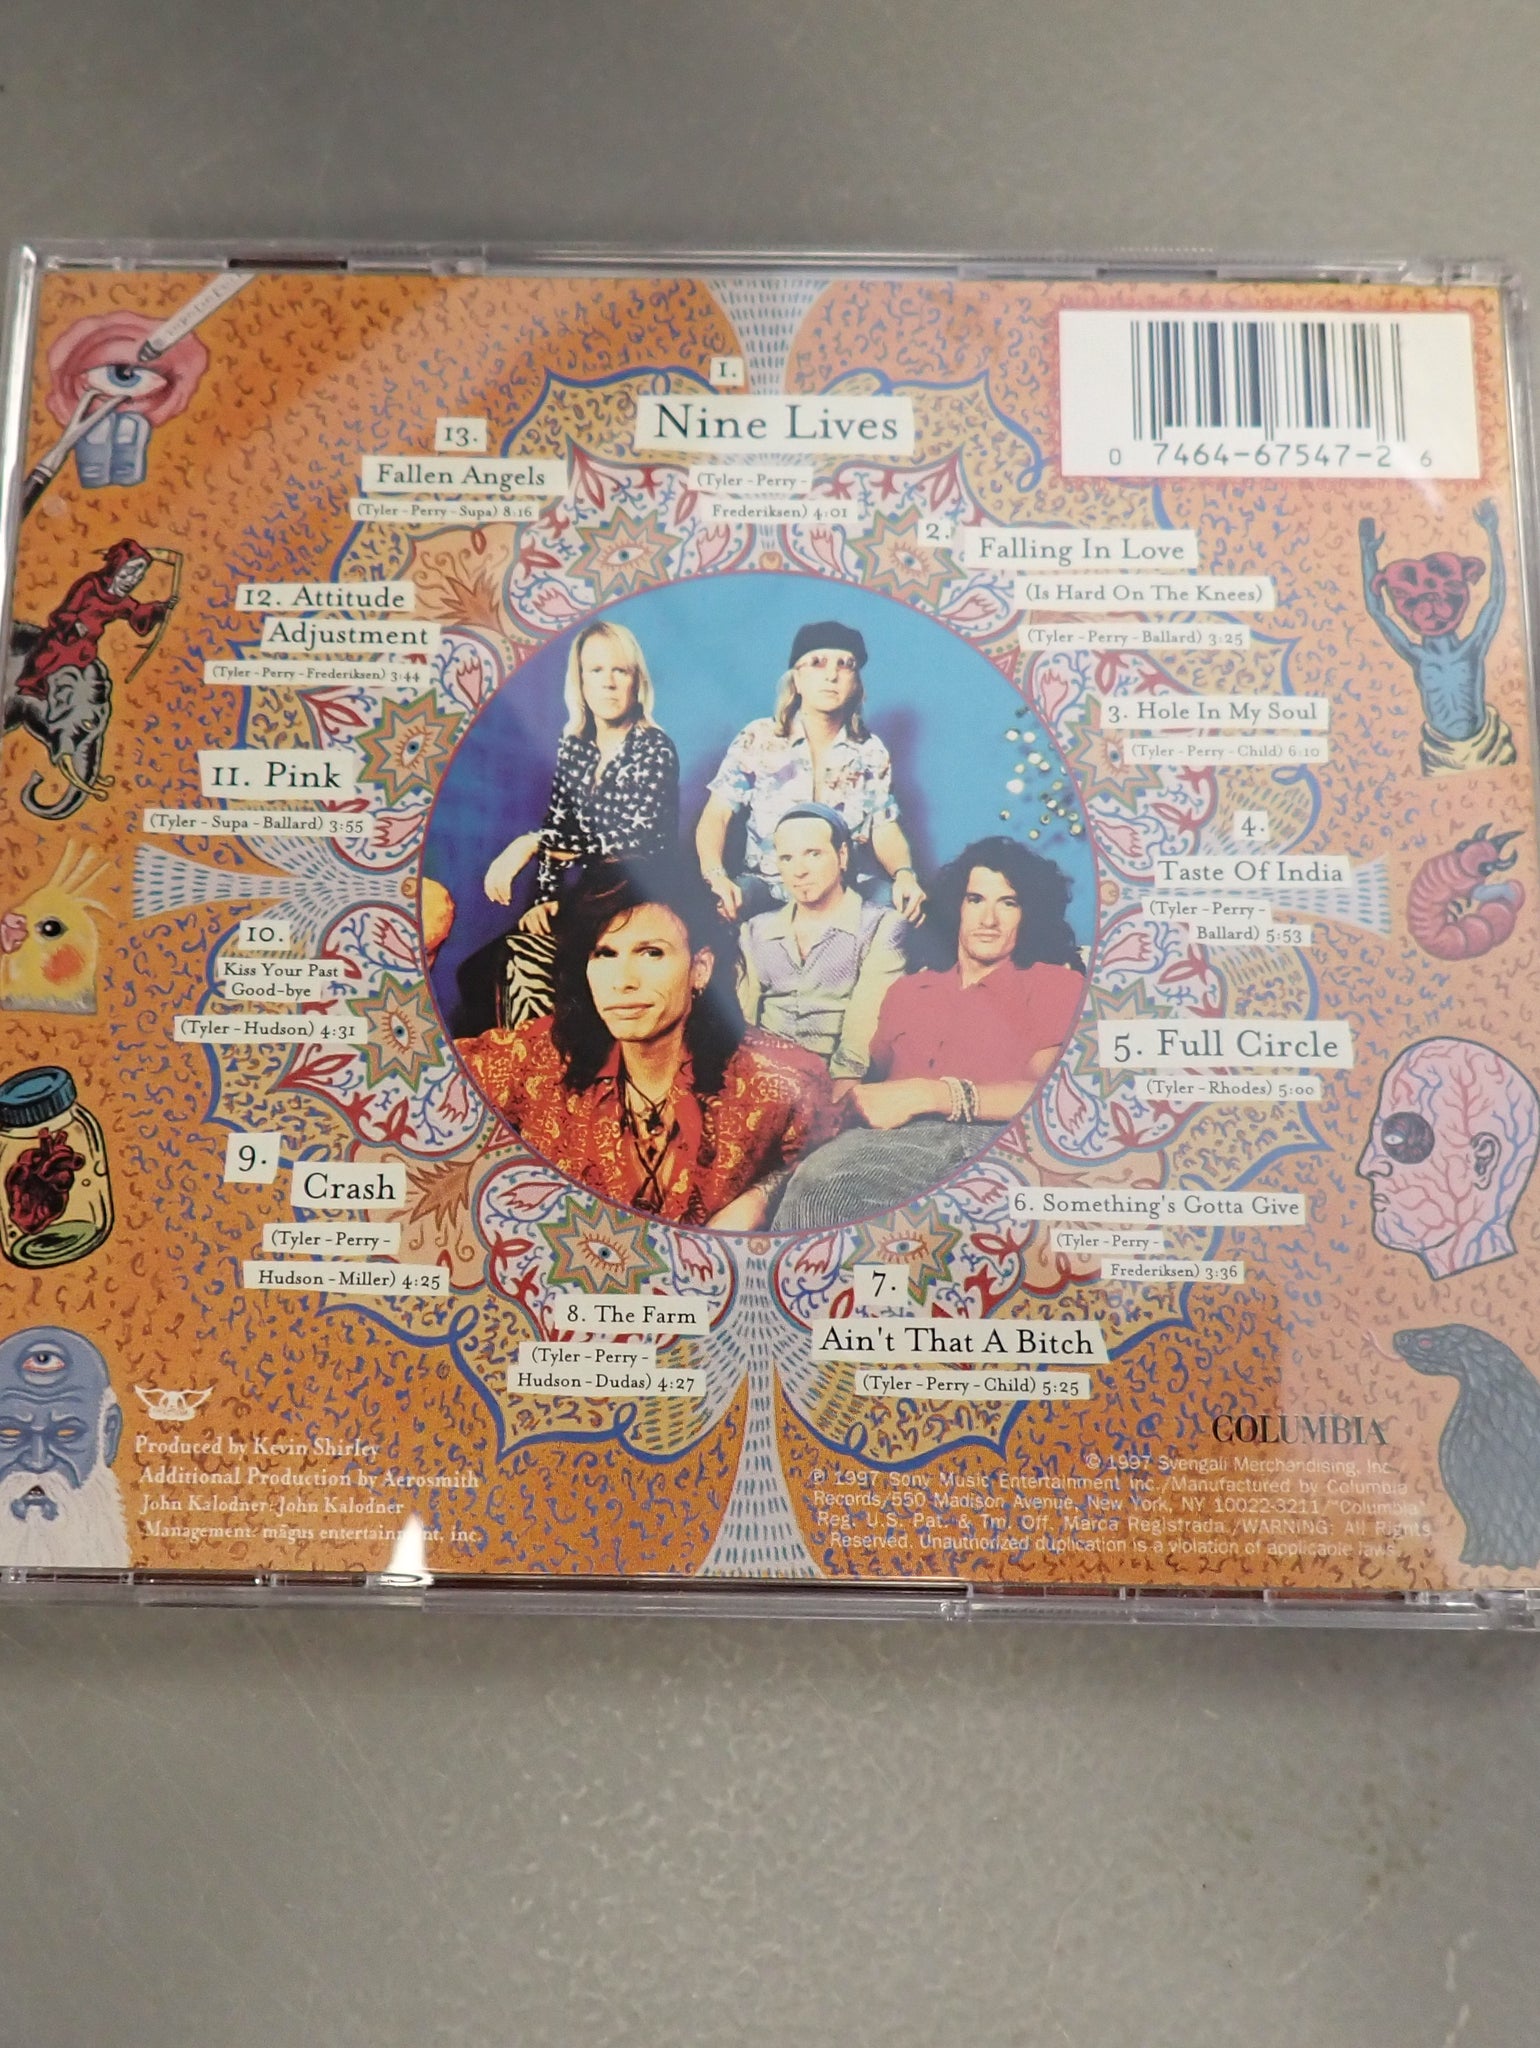 1.
Nine Lives
(Tyler - Perry -
Frederiksen) 4:01
2. Falling In Love
(Is Hard On The Knees)
(Tyler - Perry - Ballard) 3:25
3. Hole In My Soul
(Tyler - Perry - Child) 6:10
4.
Taste Of India
(Tyler - Perry -
Ballard) 5:53
5. Full Circle
(Tyler - Rhodes) 5:00
6. Something's Gotta Give
(Tyler - Perry -
Frederiksen) 3:36
7.
Ain't That A Bitch
(Tyler - Perry - Child) 5:25
8. The Farm
(Tyler - Perry -
Hudson - Dudas) 4:27
9.
Crash
(Tyler - Perry -
Hudson - Miller) 4:25
10.
Kiss Your Past
Good-bye
(Tyler - Hudson) 4:31
11. Pink
(Tyler - Supa - Ballard) 3:55
12. Attitude
Adjustment
(Tyler - Perry - Frederiksen) 3:44
13.
Fallen Angels
(Tyler - Perry - Supa) 8:16
0 7464-67547-2 6
Produced by Kevin Shirley
Additional Production by Aerosmith
John Kalodner: John Kalodner
Management: magus entertainment, inc.
COLUMBIA
© 1997 Svengali Merchandising, Inc.
℗ 1997 Sony Music Entertainment Inc./Manufactured by Columbia
Records/550 Madison Avenue, New York, NY 10022-3211/"Columbia"
Reg. U.S. Pat. & Tm. Off. Marca Registrada./WARNING: All Rights
Reserved. Unauthorized duplication is a violation of applicable laws.